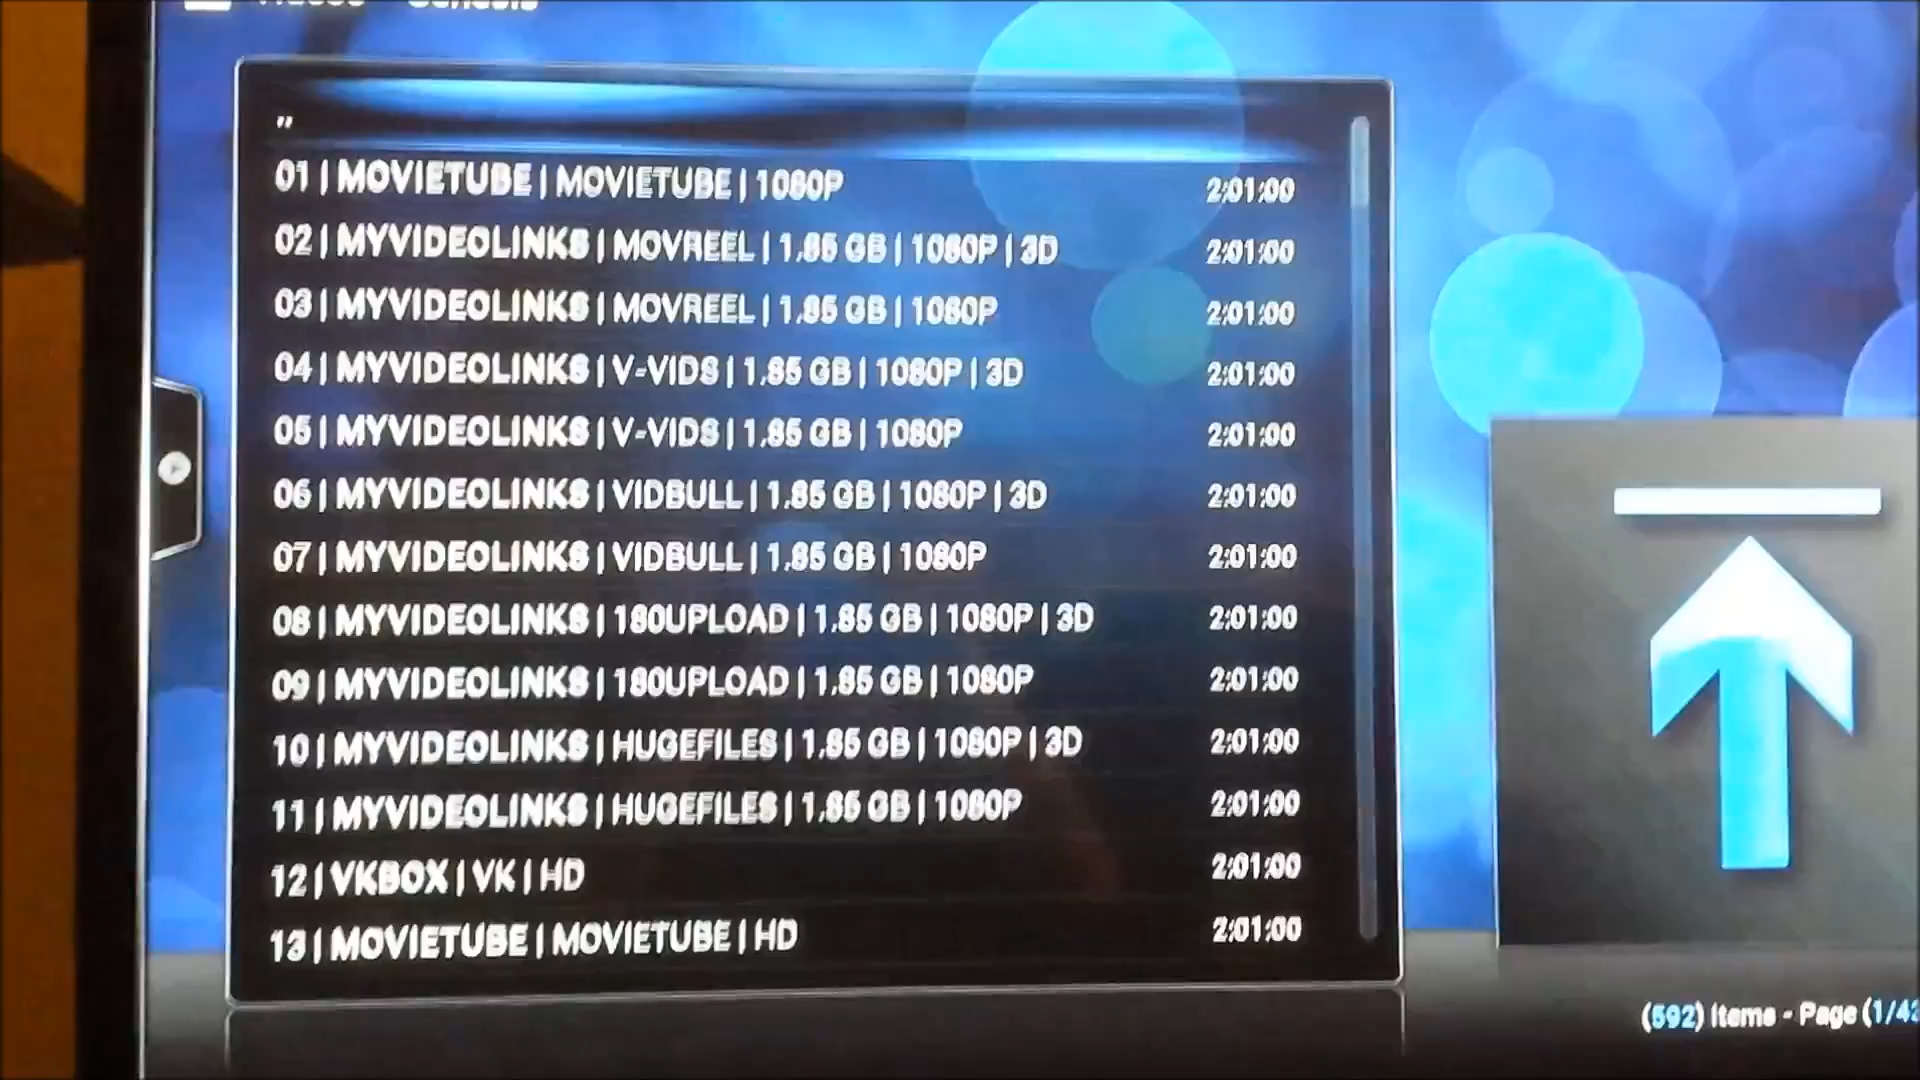 ..
01 | MOVIETUBE | MOVIETUBE | 1080P 2:01:00
02 | MYVIDEOLINKS | MOVREEL | 1.85 GB | 1080P | 3D 2:01:00
03 | MYVIDEOLINKS | MOVREEL | 1.85 GB | 1080P 2:01:00
04 | MYVIDEOLINKS | V-VIDS | 1.85 GB | 1080P | 3D 2:01:00
05 | MYVIDEOLINKS | V-VIDS | 1.85 GB | 1080P 2:01:00
06 | MYVIDEOLINKS | VIDBULL | 1.85 GB | 1080P | 3D 2:01:00
07 | MYVIDEOLINKS | VIDBULL | 1.85 GB | 1080P 2:01:00
08 | MYVIDEOLINKS | 180UPLOAD | 1.85 GB | 1080P | 3D 2:01:00
09 | MYVIDEOLINKS | 180UPLOAD | 1.85 GB | 1080P 2:01:00
10 | MYVIDEOLINKS | HUGEFILES | 1.85 GB | 1080P | 3D 2:01:00
11 | MYVIDEOLINKS | HUGEFILES | 1.85 GB | 1080P 2:01:00
12 | VKBOX | VK | HD 2:01:00
13 | MOVIETUBE | MOVIETUBE | HD 2:01:00
(592) Items - Page